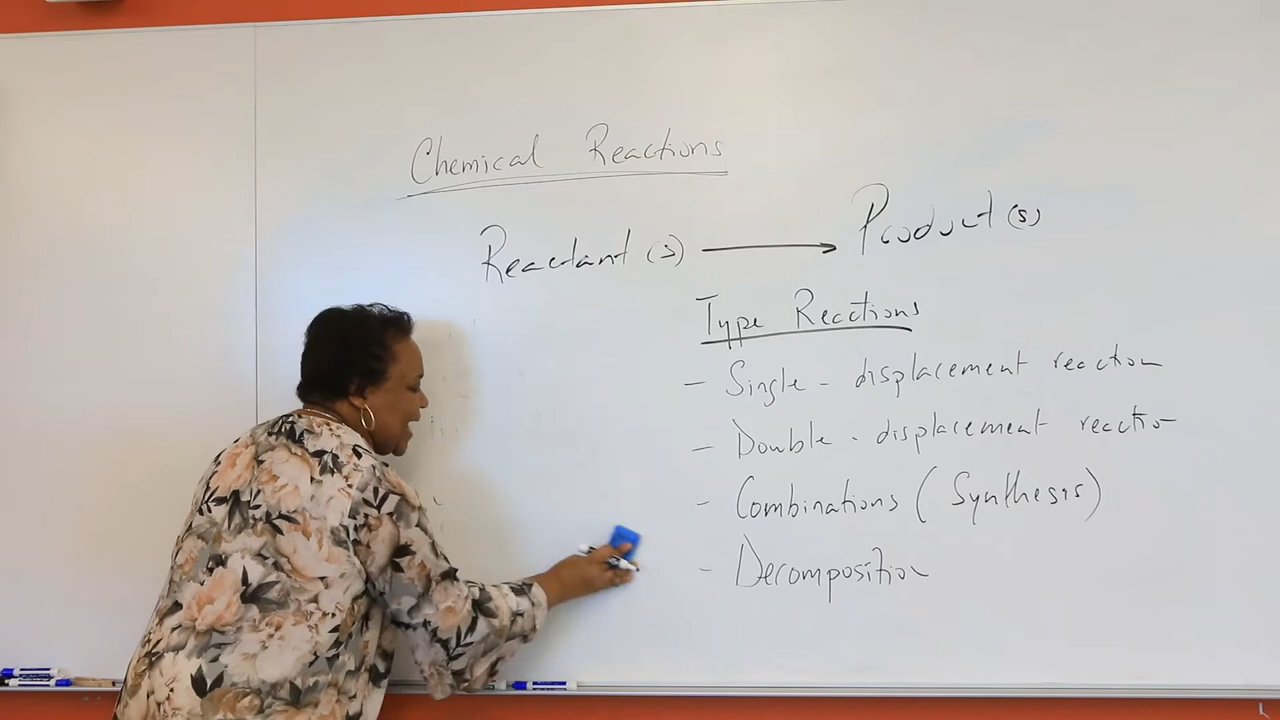 Chemical Reactions
Reactant(s) → Product(s)
Type Reactions
- Single-displacement reaction
- Double-displacement reaction
- Combinations (Synthesis)
- Decomposition